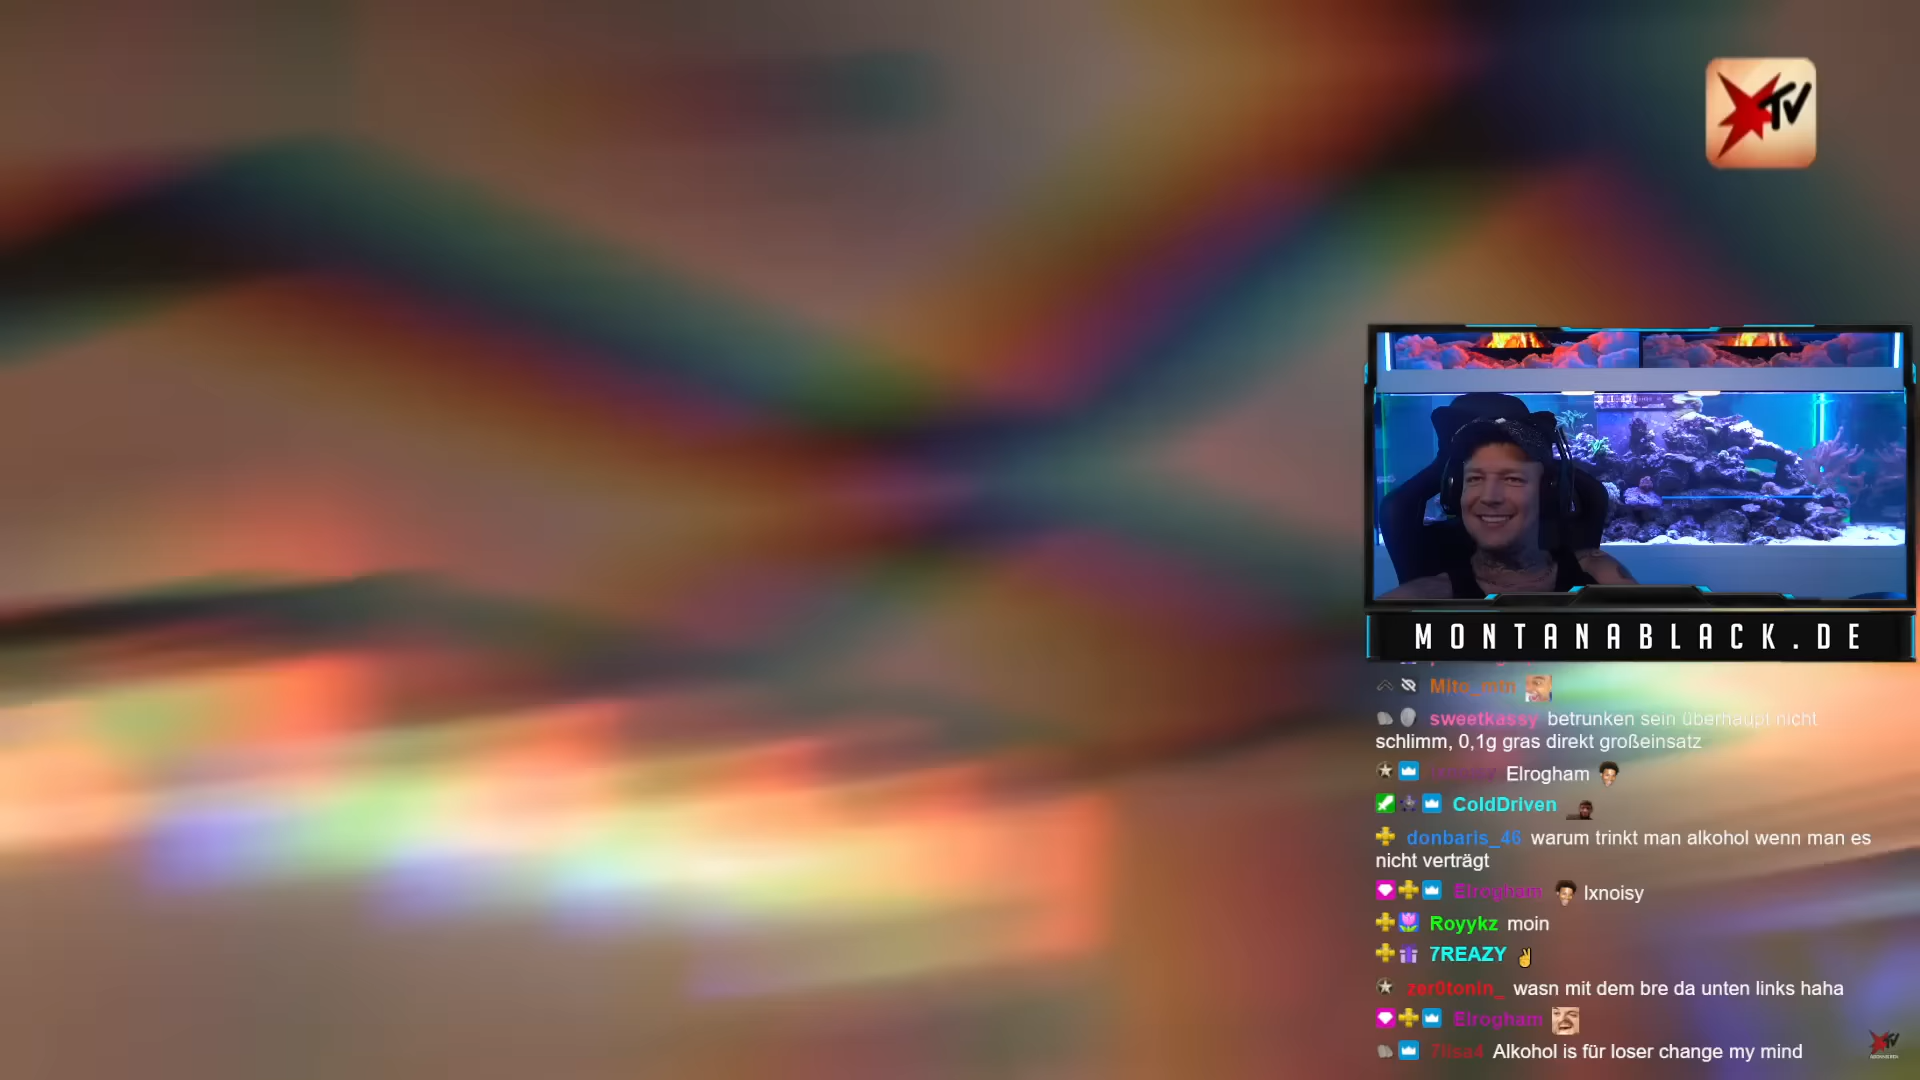 TV
MONTANABLACK.DE
Mito_mtn
sweetkassy betrunken sein überhaupt nicht
schlimm, 0,1g gras direkt großeinsatz
Elrogham
ColdDriven
donbaris_46 warum trinkt man alkohol wenn man es
nicht verträgt
Elrogham lxnoisy
Royykz moin
7REAZY
zer0tonin_ wasn mit dem bre da unten links haha
Elrogham
7lisa4 Alkohol is für loser change my mind
TV